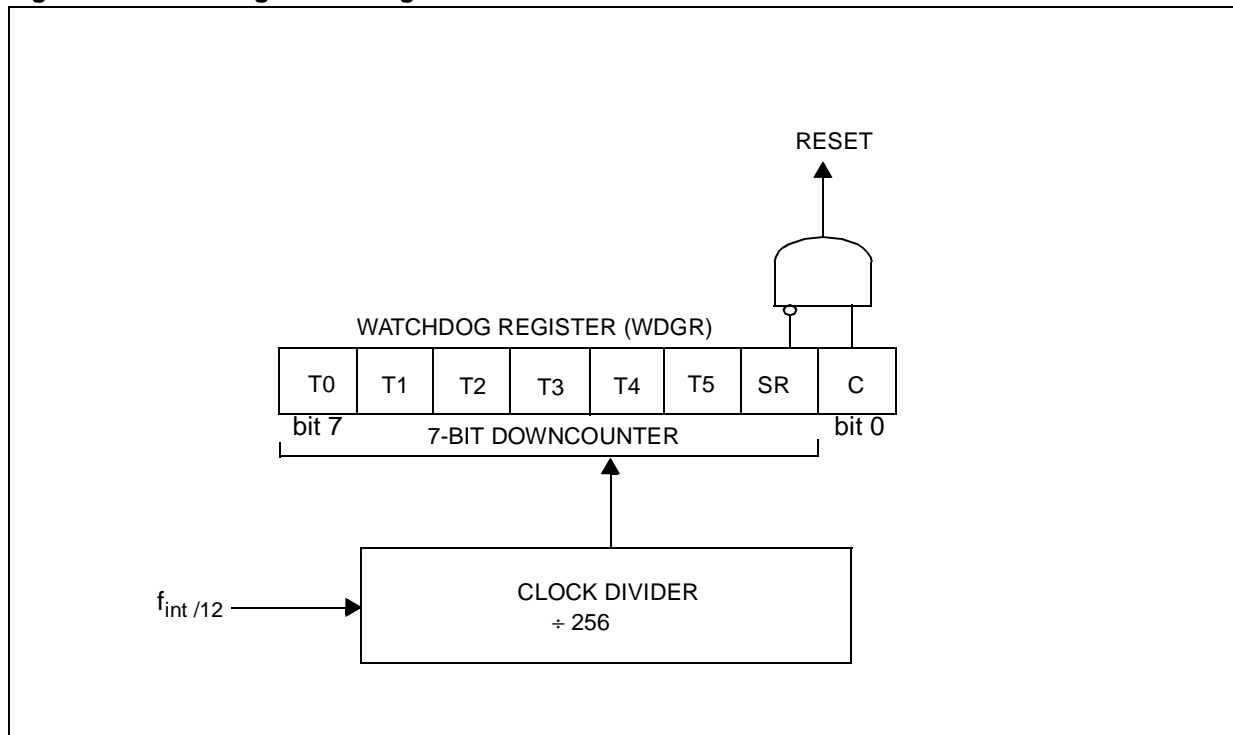 RESET
WATCHDOG REGISTER (WDGR)
T0 T1 T2 T3 T4 T5 SR C
bit 7 7-BIT DOWNCOUNTER bit 0
CLOCK DIVIDER
fint /12
÷ 256